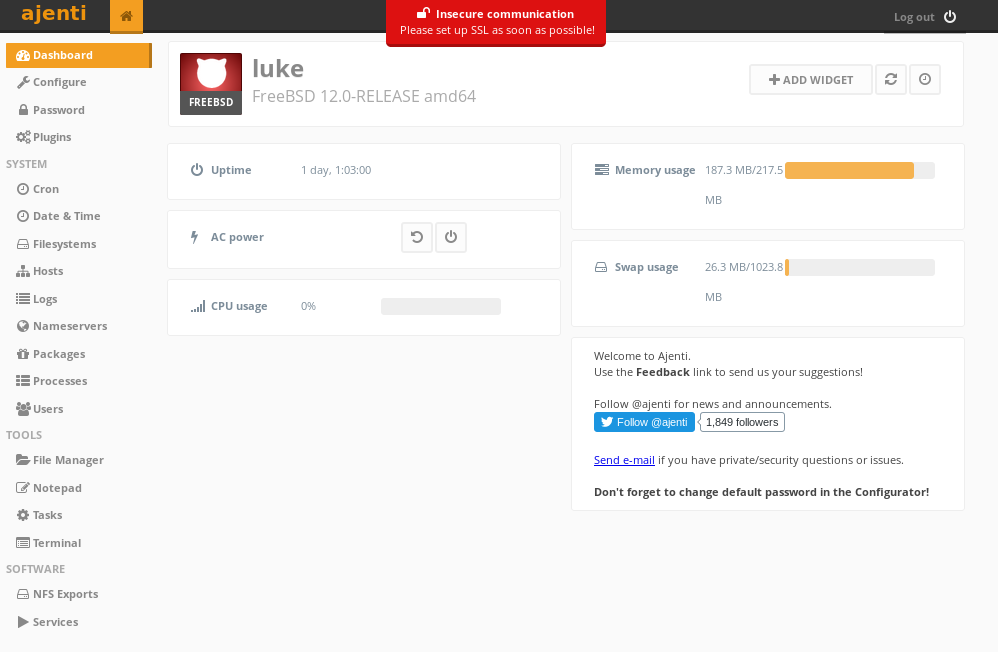 ajenti
Insecure communication
Please set up SSL as soon as possible!
Log out
Dashboard
Configure
Password
Plugins
SYSTEM
Cron
Date & Time
Filesystems
Hosts
Logs
Nameservers
Packages
Processes
Users
TOOLS
File Manager
Notepad
Tasks
Terminal
SOFTWARE
NFS Exports
Services
FREEBSD
luke
FreeBSD 12.0-RELEASE amd64
ADD WIDGET
Uptime 1 day, 1:03:00
AC power
CPU usage 0%
Memory usage 187.3 MB/217.5
MB
Swap usage 26.3 MB/1023.8
MB
Welcome to Ajenti.
Use the Feedback link to send us your suggestions!
Follow @ajenti for news and announcements.
Follow @ajenti 1,849 followers
Send e-mail if you have private/security questions or issues.
Don't forget to change default password in the Configurator!